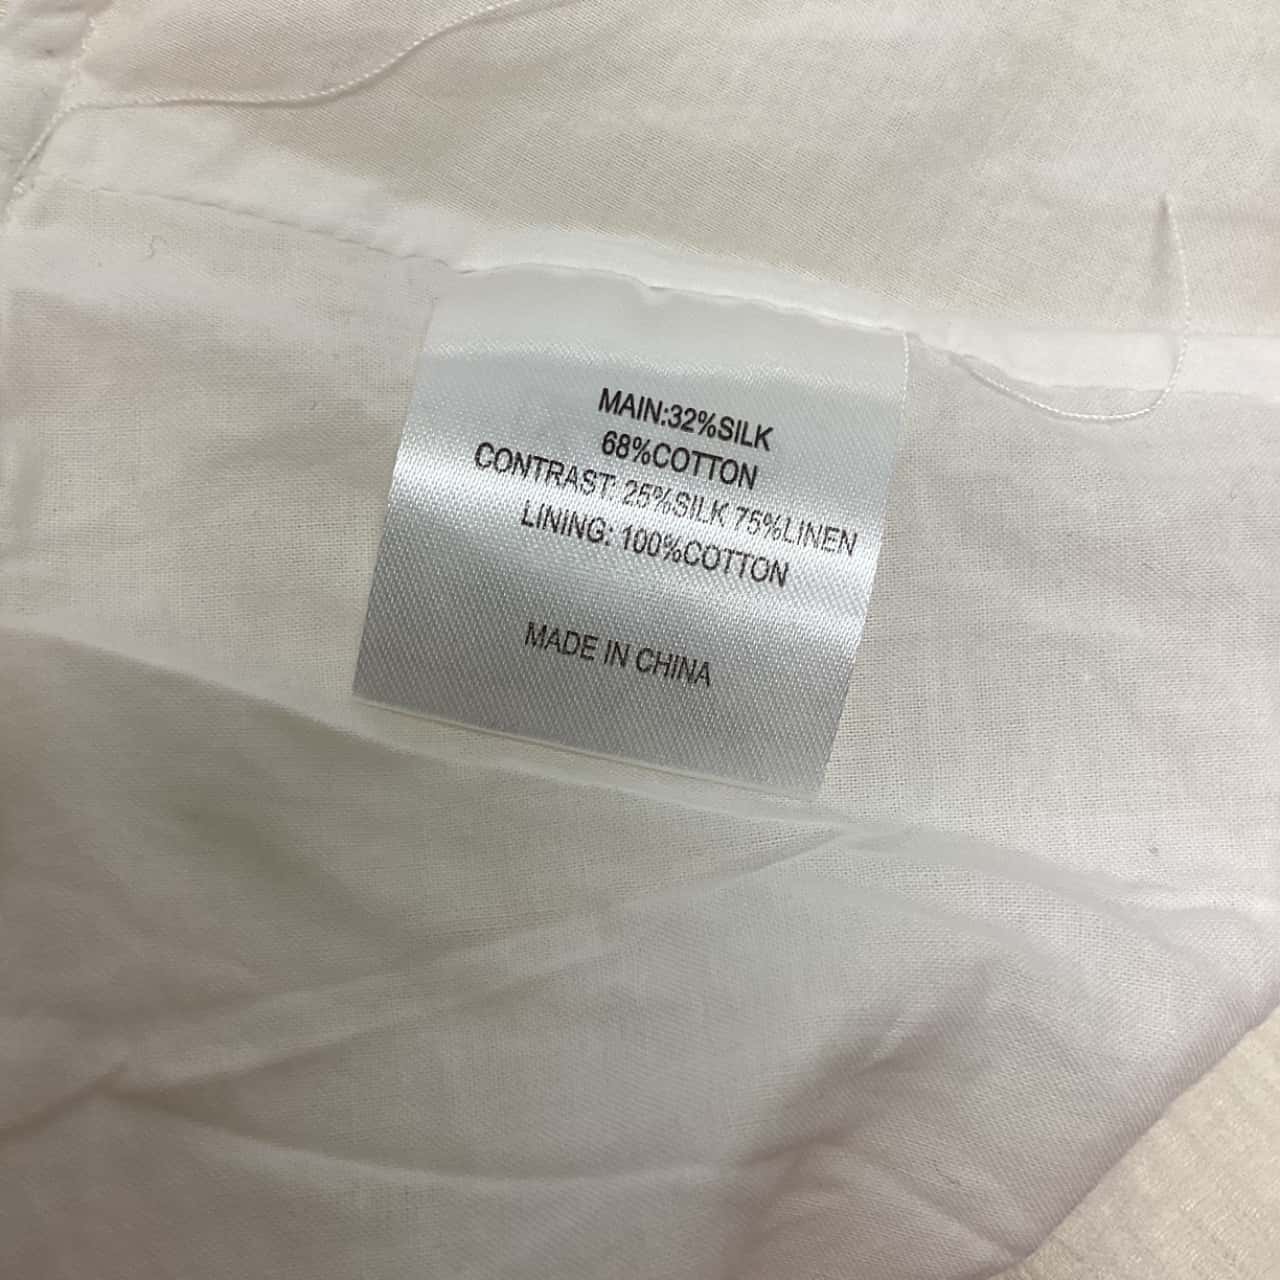 MAIN:32%SILK
68%COTTON
CONTRAST: 25%SILK 75%LINEN
LINING: 100%COTTON
MADE IN CHINA